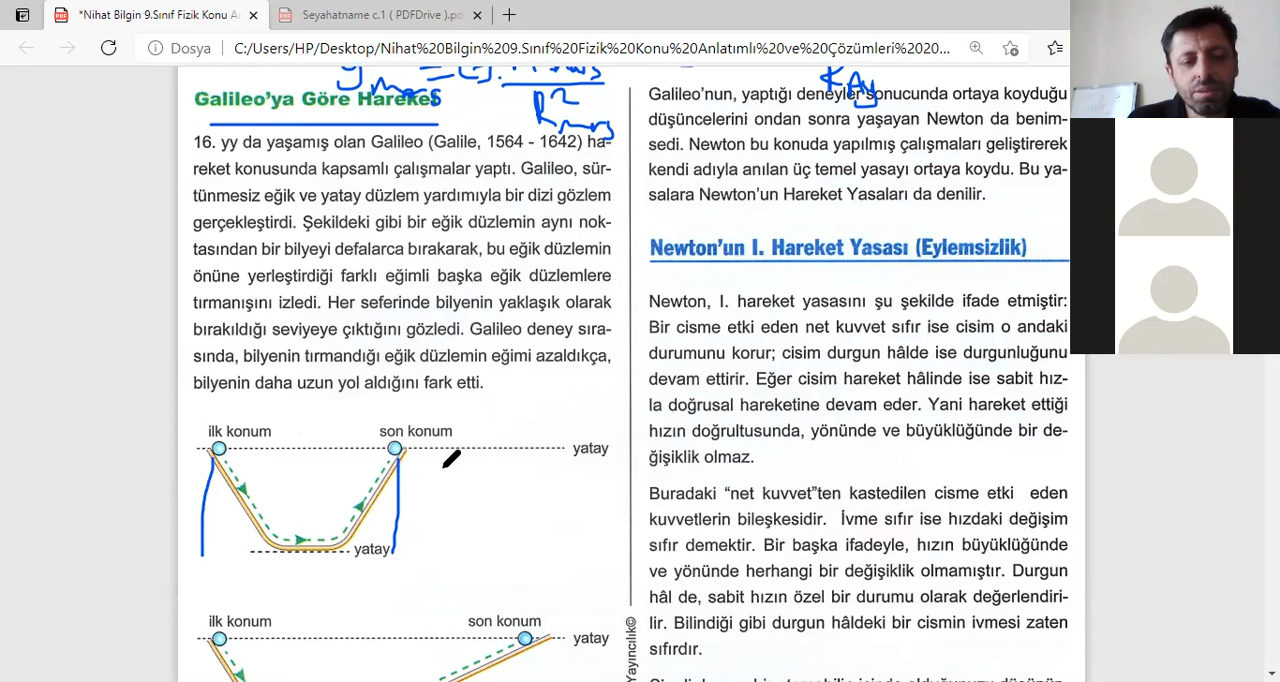 *Nihat Bilgin 9.Sınıf Fizik Konu A
Seyahatname c.1 ( PDFDrive ).p
Dosya
C:/Users/HP/Desktop/Nihat%20Bilgin%209.Sınıf%20Fizik%20Konu%20Anlatımlı%20ve%20Çözümleri%2020...
R²
R Ay
Galileo'ya Göre Hareket
16. yy da yaşamış olan Galileo (Galile, 1564 - 1642) ha-
reket konusunda kapsamlı çalışmalar yaptı. Galileo, sür-
tünmesiz eğik ve yatay düzlem yardımıyla bir dizi gözlem
gerçekleştirdi. Şekildeki gibi bir eğik düzlemin aynı nok-
tasından bir bilyeyi defalarca bırakarak, bu eğik düzlemin
önüne yerleştirdiği farklı eğimli başka eğik düzlemlere
tırmanışını izledi. Her seferinde bilyenin yaklaşık olarak
bırakıldığı seviyeye çıktığını gözledi. Galileo deney sıra-
sında, bilyenin tırmandığı eğik düzlemin eğimi azaldıkça,
bilyenin daha uzun yol aldığını fark etti.
ilk konum
son konum
yatay
yatay
ilk konum
son konum
yatay
Yayıncılık©
Galileo'nun, yaptığı deneyler sonucunda ortaya koyduğu
düşüncelerini ondan sonra yaşayan Newton da benim-
sedi. Newton bu konuda yapılmış çalışmaları geliştirerek
kendi adıyla anılan üç temel yasayı ortaya koydu. Bu ya-
salara Newton'un Hareket Yasaları da denilir.
Newton'un I. Hareket Yasası (Eylemsizlik)
Newton, I. hareket yasasını şu şekilde ifade etmiştir:
Bir cisme etki eden net kuvvet sıfır ise cisim o andaki
durumunu korur; cisim durgun hâlde ise durgunluğunu
devam ettirir. Eğer cisim hareket hâlinde ise sabit hız-
la doğrusal hareketine devam eder. Yani hareket ettiği
hızın doğrultusunda, yönünde ve büyüklüğünde bir de-
ğişiklik olmaz.
Buradaki "net kuvvet"ten kastedilen cisme etki eden
kuvvetlerin bileşkesidir. İvme sıfır ise hızdaki değişim
sıfır demektir. Bir başka ifadeyle, hızın büyüklüğünde
ve yönünde herhangi bir değişiklik olmamıştır. Durgun
hâl de, sabit hızın özel bir durumu olarak değerlendiri-
lir. Bilindiği gibi durgun hâldeki bir cismin ivmesi zaten
sıfırdır.